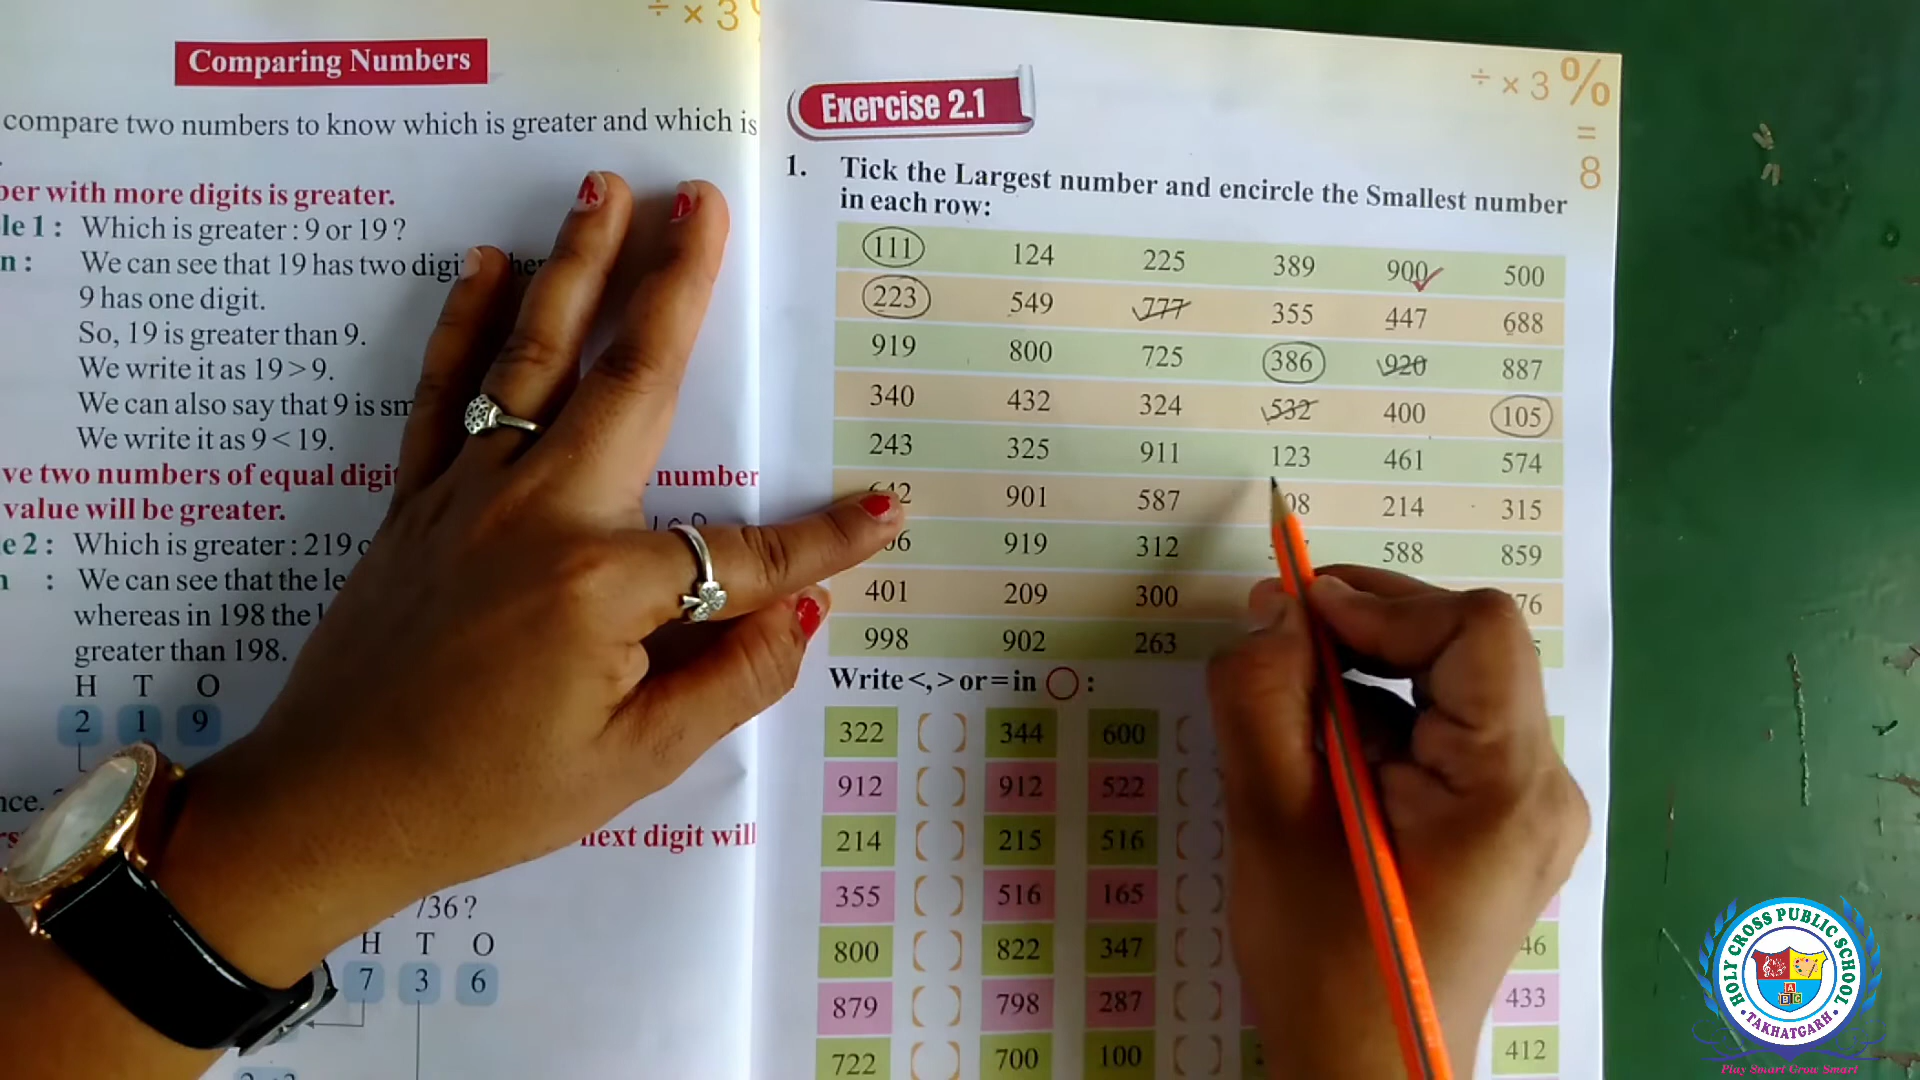 ÷ × 3
Comparing Numbers
compare two numbers to know which is greater and which is
ber with more digits is greater.
le 1 : Which is greater : 9 or 19 ?
n : We can see that 19 has two digi
9 has one digit.
So, 19 is greater than 9.
We write it as 19 > 9.
We can also say that 9 is sm
We write it as 9 < 19.
ve two numbers of equal digit number
value will be greater.
e 2 : Which is greater : 219
: We can see that the le
whereas in 198 the
greater than 198.
H T O
2 1 9
nce.
next digit will
736 ?
H T O
7 3 6
÷ × 3 %
=
8
Exercise 2.1
1. Tick the Largest number and encircle the Smallest number
in each row:
111 124 225 389 900 500
223 549 777 355 447 688
919 800 725 386 920 887
340 432 324 532 400 105
243 325 911 123 461 574
642 901 587 08 214 315
06 919 312 588 859
401 209 300 76
998 902 263
Write <, > or = in ◯ :
322 ( ) 344 600 (
912 ( ) 912 522 ( )
214 ( ) 215 516 ( )
355 ( ) 516 165 ( )
800 ( ) 822 347 ( ) 46
879 ( ) 798 287 ( ) 433
722 ( ) 700 100 ( ) 412
HOLY CROSS PUBLIC SCHOOL
A
B C
• TAKHATGARH •
Play Smart Grow Smart